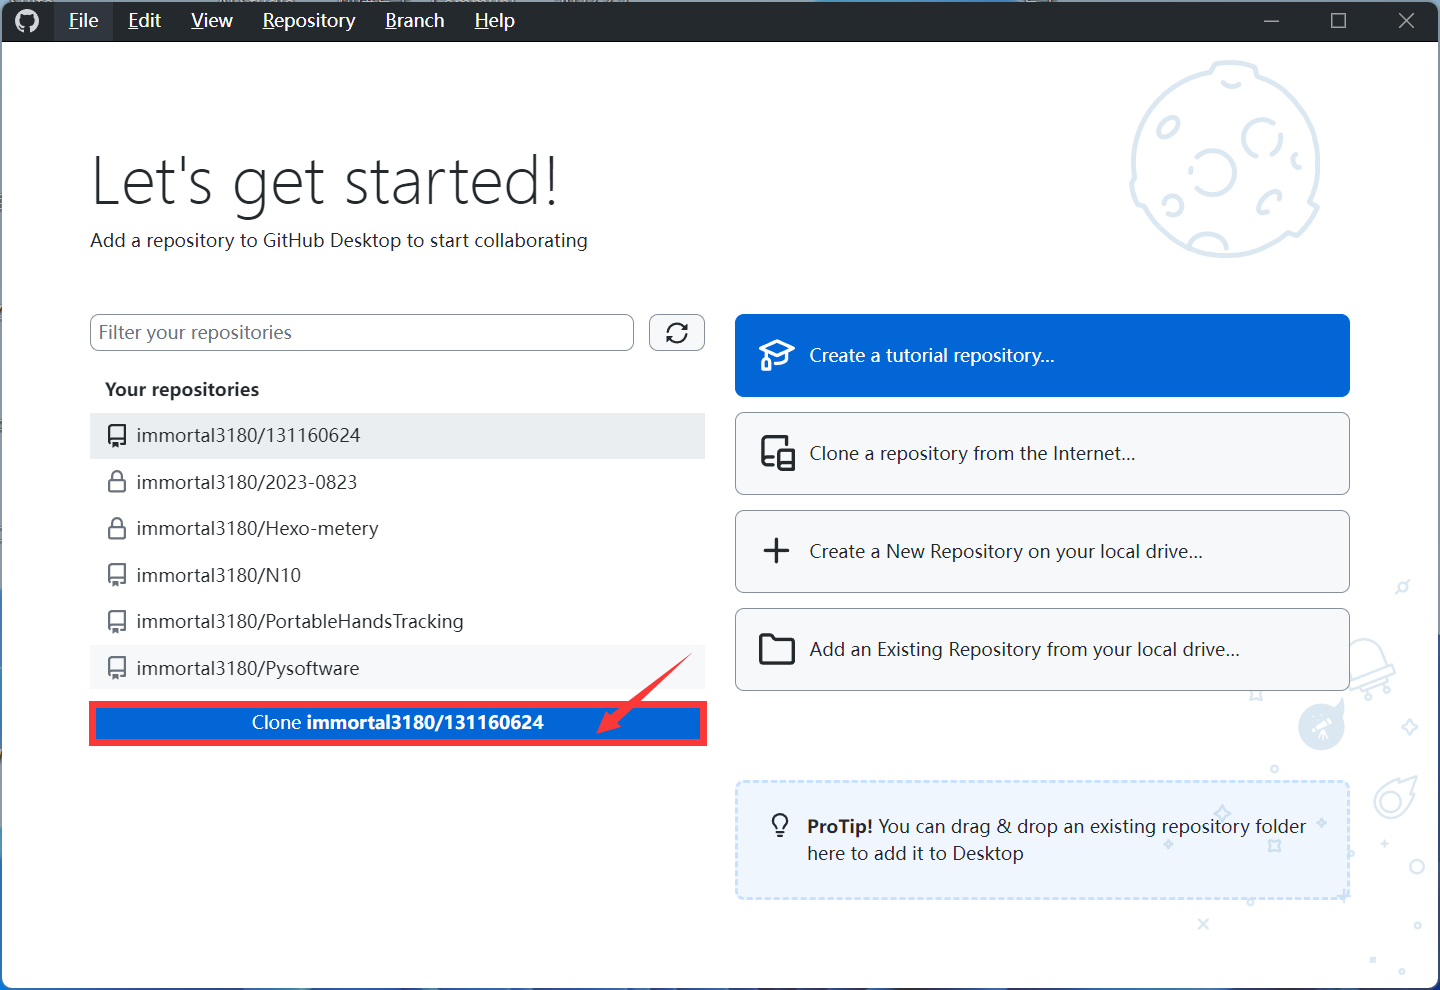 File Edit View Repository Branch Help
Let's get started!
Add a repository to GitHub Desktop to start collaborating
Filter your repositories
Your repositories
immortal3180/131160624
immortal3180/2023-0823
immortal3180/Hexo-metery
immortal3180/N10
immortal3180/PortableHandsTracking
immortal3180/Pysoftware
Clone immortal3180/131160624
Create a tutorial repository...
Clone a repository from the Internet...
Create a New Repository on your local drive...
Add an Existing Repository from your local drive...
ProTip! You can drag & drop an existing repository folder
here to add it to Desktop